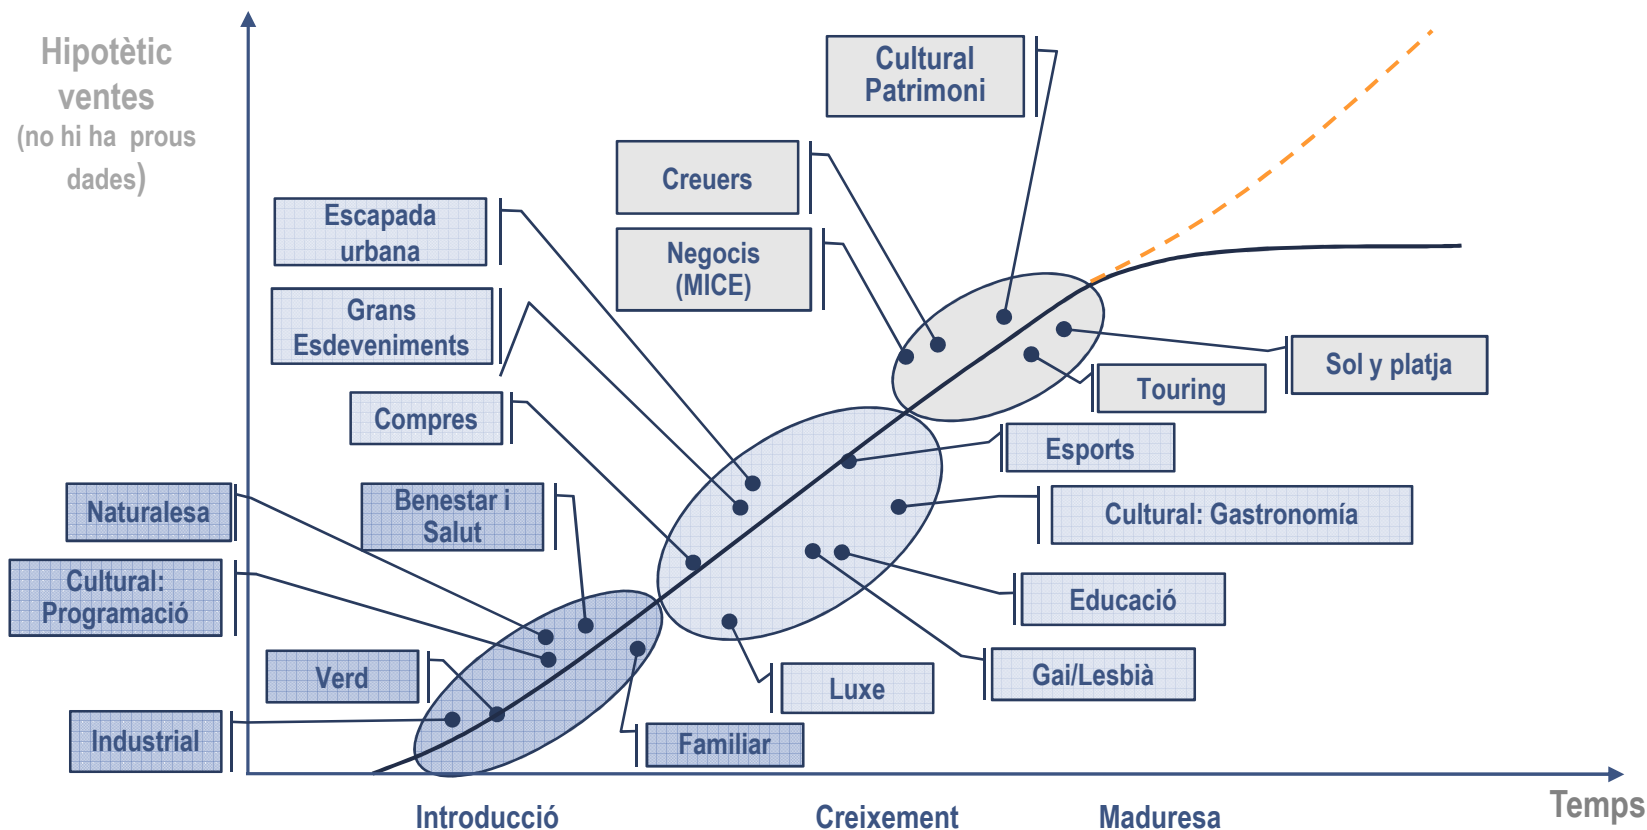 Hipotètic
ventes
(no hi ha prous
dades)
Cultural
Patrimoni
Creuers
Escapada
urbana
Negocis
(MICE)
Grans
Esdeveniments
Sol y platja
Touring
Compres
Esports
Naturalesa
Benestar i
Salut
Cultural: Gastronomía
Cultural:
Programació
Educació
Verd
Luxe
Gai/Lesbià
Industrial
Familiar
Temps
Introducció
Creixement
Maduresa